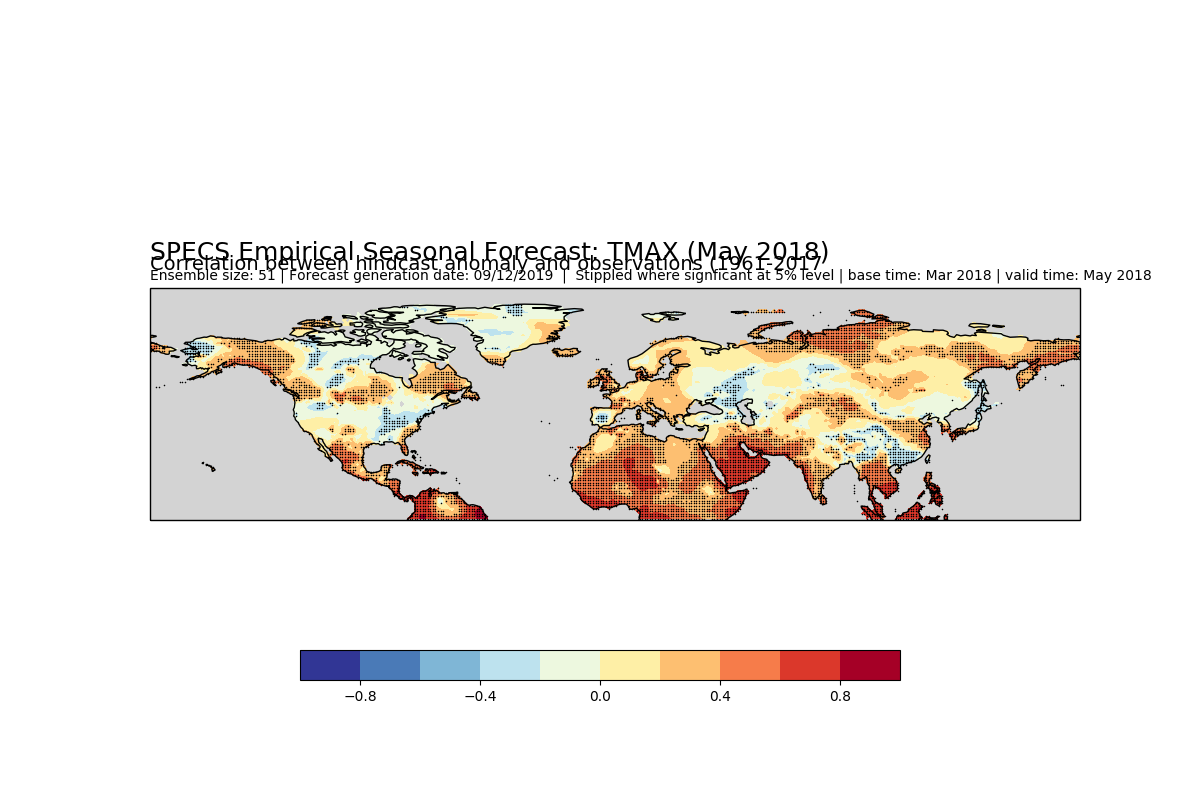 SPECS Empirical Seasonal Forecast: TMAX (May 2018)
Correlation between hindcast anomaly and observations (1961-2017
Ensemble size: 51 | Forecast generation date: 09/12/2019 | Stippled where signficant at 5% level | base time: Mar 2018 | valid time: May 2018
−0.8 −0.4 0.0 0.4 0.8